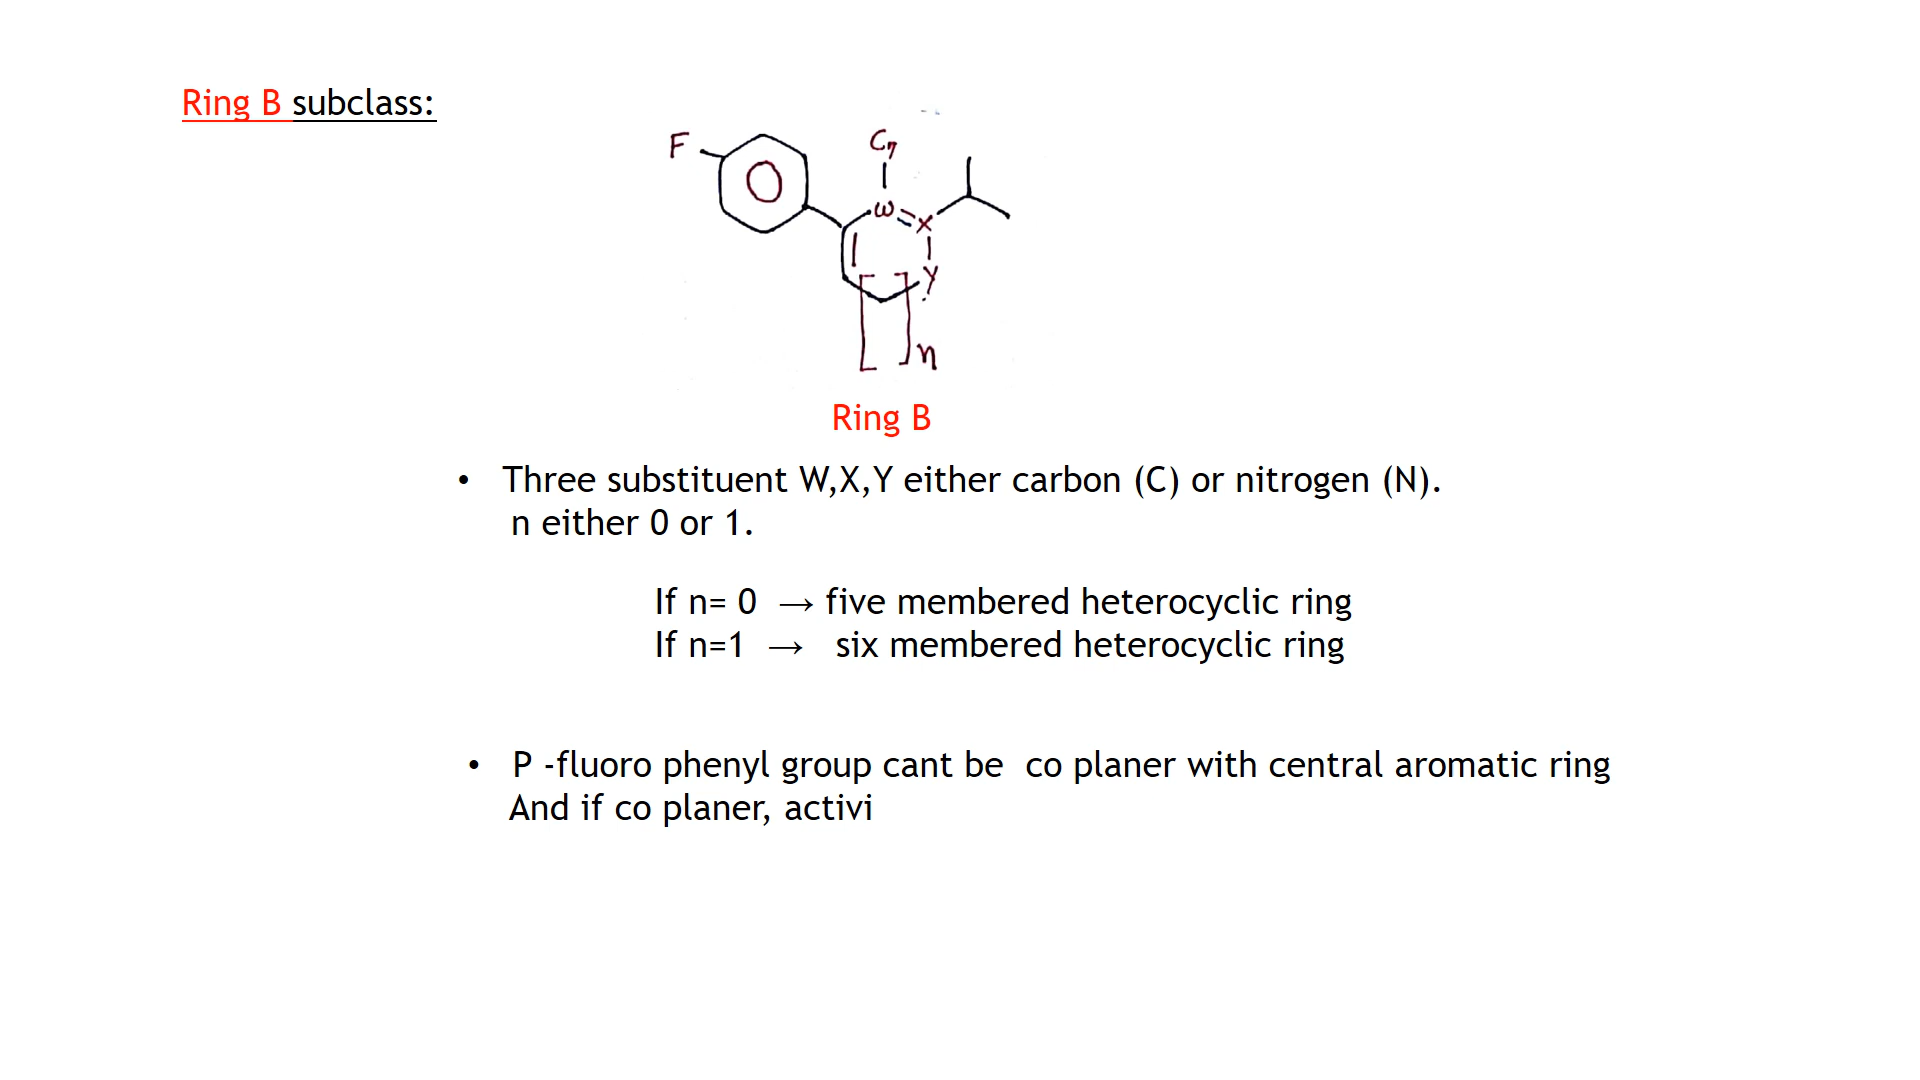 Ring B subclass:
F
C7
W
X
Y
n
Ring B
• Three substituent W,X,Y either carbon (C) or nitrogen (N).
n either 0 or 1.
If n= 0 → five membered heterocyclic ring
If n=1 → six membered heterocyclic ring
• P -fluoro phenyl group cant be co planer with central aromatic ring
And if co planer, activi